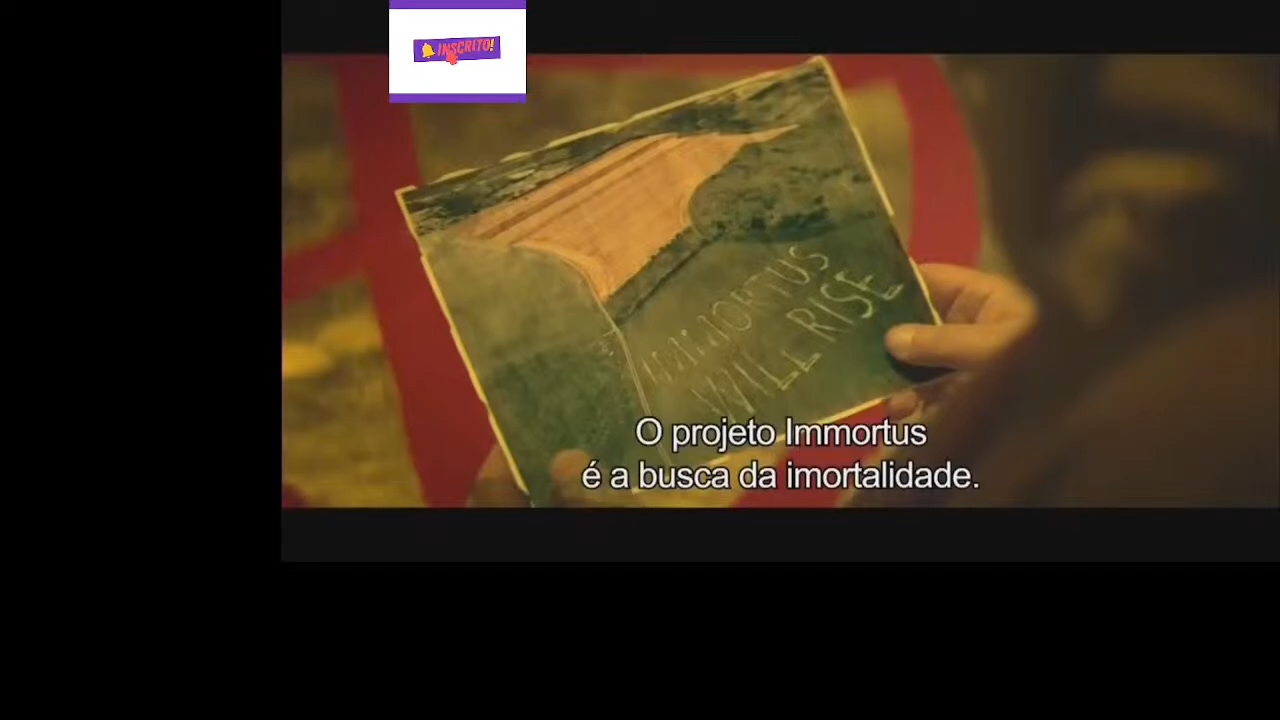 INSCRITO!
IMMORTUS
WILL RISE
O projeto Immortus
é a busca da imortalidade.